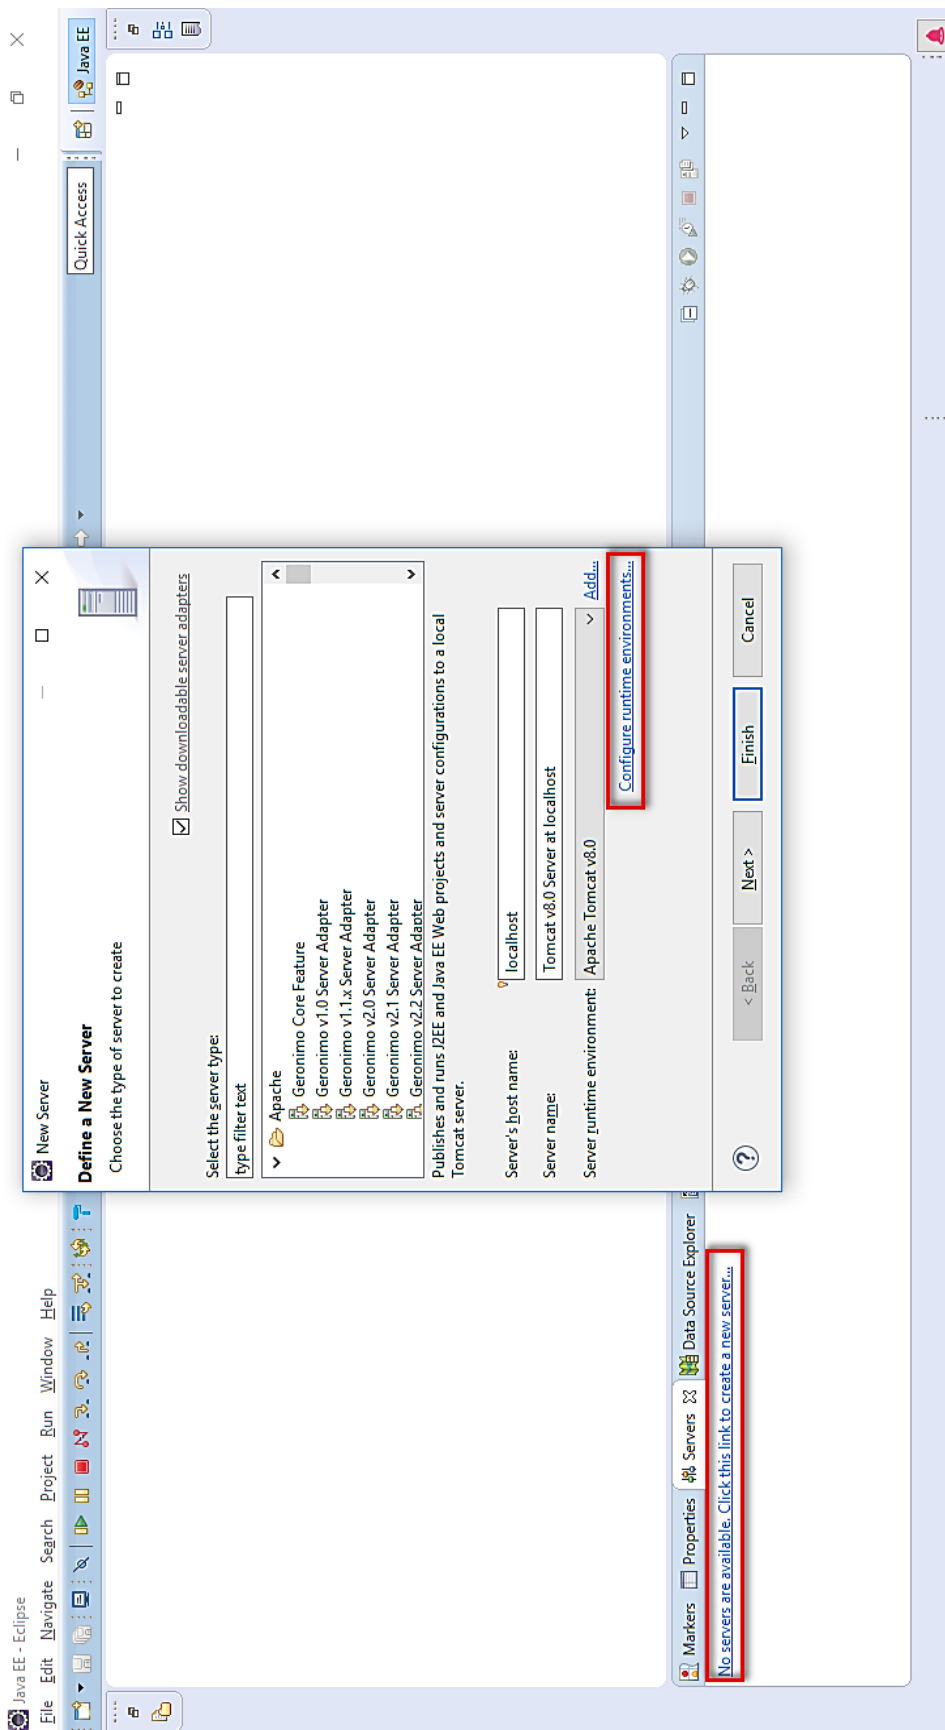 Java EE - Eclipse
File Edit Navigate Search Project Run Window Help
Quick Access
Java EE
New Server
Define a New Server
Choose the type of server to create
Show downloadable server adapters
Select the server type:
type filter text
Apache
Geronimo Core Feature
Geronimo v1.0 Server Adapter
Geronimo v1.1.x Server Adapter
Geronimo v2.0 Server Adapter
Geronimo v2.1 Server Adapter
Geronimo v2.2 Server Adapter
Publishes and runs J2EE and Java EE Web projects and server configurations to a local
Tomcat server.
Server's host name: localhost
Server name: Tomcat v8.0 Server at localhost
Server runtime environment: Apache Tomcat v8.0 Add...
Configure runtime environments...
< Back Next > Finish Cancel
Markers Properties Servers Data Source Explorer
No servers are available. Click this link to create a new server...